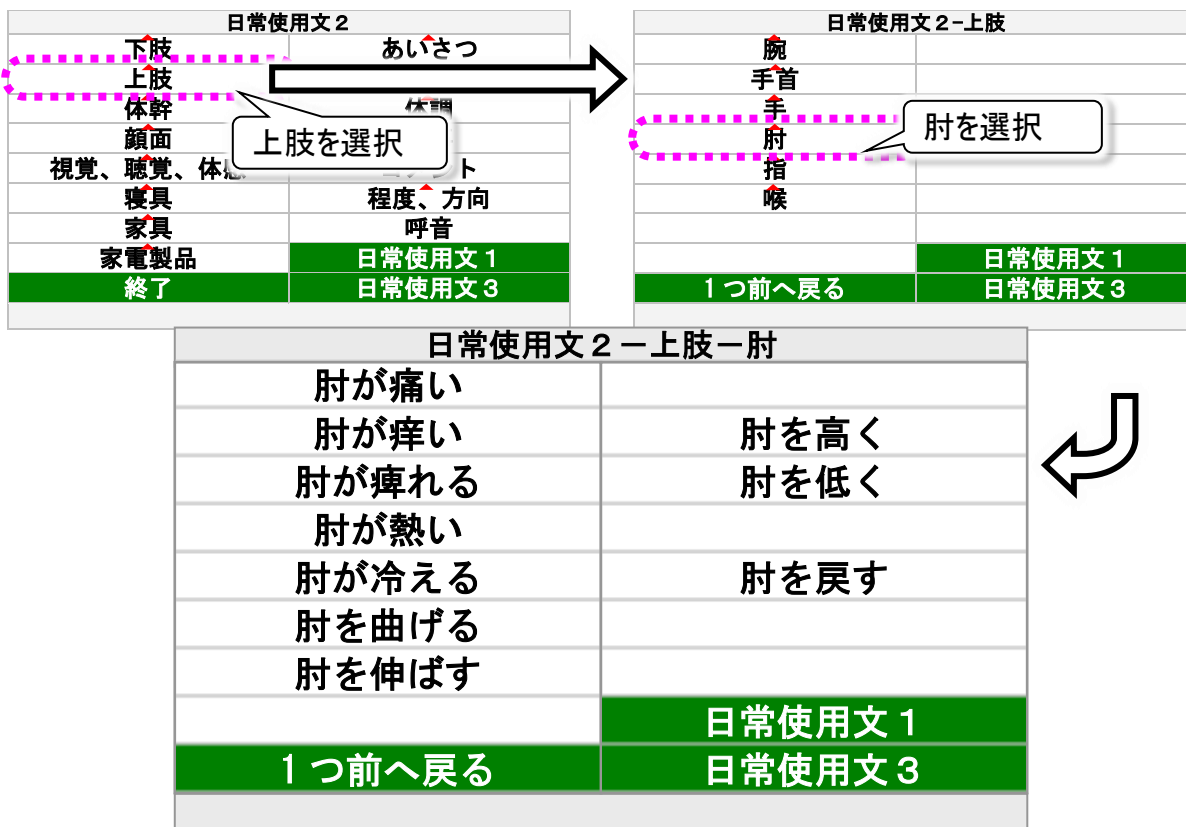 日常使用文２
下肢 あいさつ
上肢
体幹 体調
顔面
視覚、聴覚、体感
寝具 程度、方向
家具 呼音
家電製品 日常使用文１
終了 日常使用文３
上肢を選択
日常使用文２−上肢
腕
手首
手
肘
指
喉
日常使用文１
１つ前へ戻る 日常使用文３
肘を選択
日常使用文２－上肢－肘
肘が痛い
肘が痒い 肘を高く
肘が痺れる 肘を低く
肘が熱い
肘が冷える 肘を戻す
肘を曲げる
肘を伸ばす
日常使用文１
１つ前へ戻る 日常使用文３